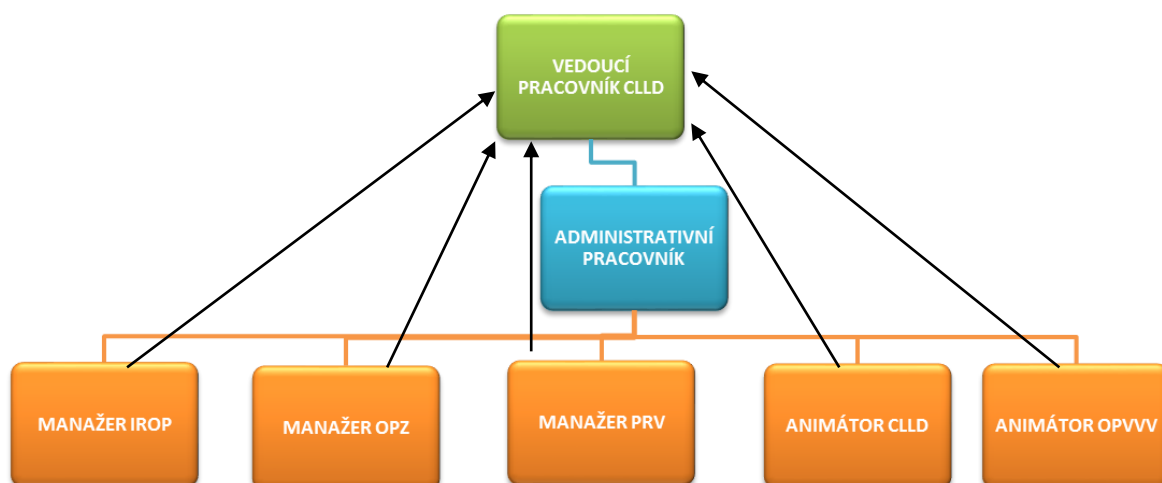 VEDOUCÍ
PRACOVNÍK CLLD
ADMINISTRATIVNÍ
PRACOVNÍK
MANAŽER IROP
MANAŽER OPZ
MANAŽER PRV
ANIMÁTOR CLLD
ANIMÁTOR OPVVV